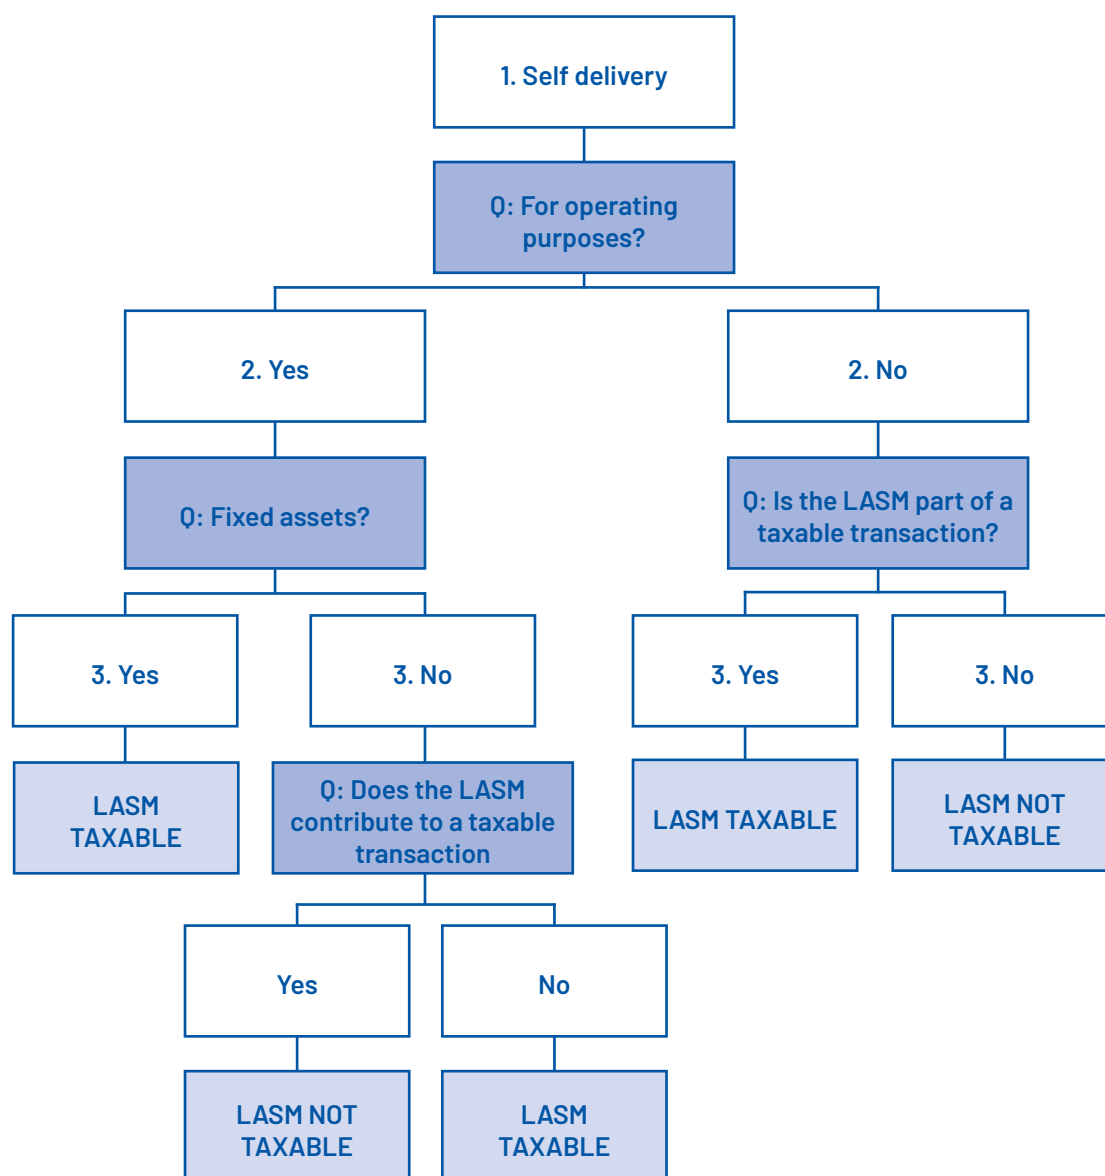 1. Self delivery
Q: For operating
purposes?
2. Yes
2. No
Q: Fixed assets?
Q: Is the LASM part of a
taxable transaction?
3. Yes
3. No
3. Yes
3. No
LASM
TAXABLE
Q: Does the LASM
contribute to a taxable
transaction
LASM TAXABLE
LASM NOT
TAXABLE
Yes
No
LASM NOT
TAXABLE
LASM
TAXABLE